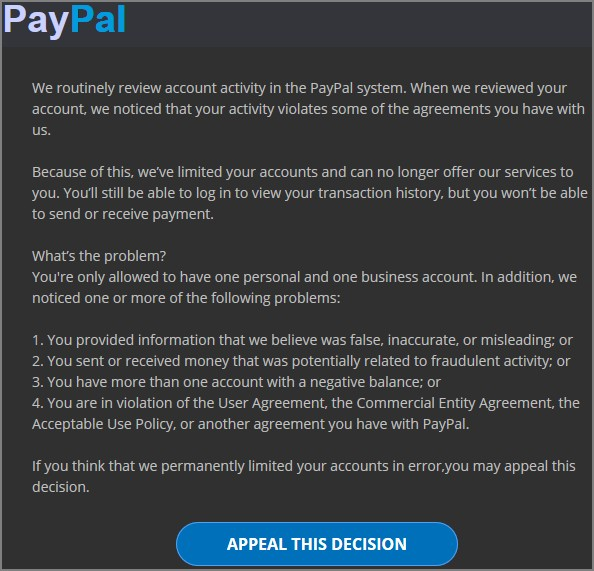 PayPal
We routinely review account activity in the PayPal system. When we reviewed your
account, we noticed that your activity violates some of the agreements you have with
us.
Because of this, we’ve limited your accounts and can no longer offer our services to
you. You’ll still be able to log in to view your transaction history, but you won’t be able
to send or receive payment.
What’s the problem?
You're only allowed to have one personal and one business account. In addition, we
noticed one or more of the following problems:
1. You provided information that we believe was false, inaccurate, or misleading; or
2. You sent or received money that was potentially related to fraudulent activity; or
3. You have more than one account with a negative balance; or
4. You are in violation of the User Agreement, the Commercial Entity Agreement, the
Acceptable Use Policy, or another agreement you have with PayPal.
If you think that we permanently limited your accounts in error,you may appeal this
decision.
APPEAL THIS DECISION